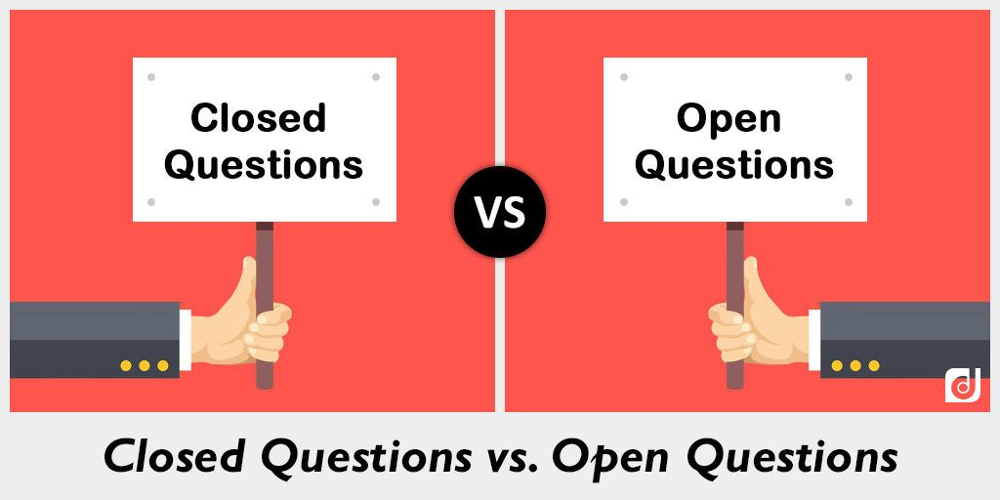 Closed
Questions
VS
Open
Questions
Closed Questions vs. Open Questions